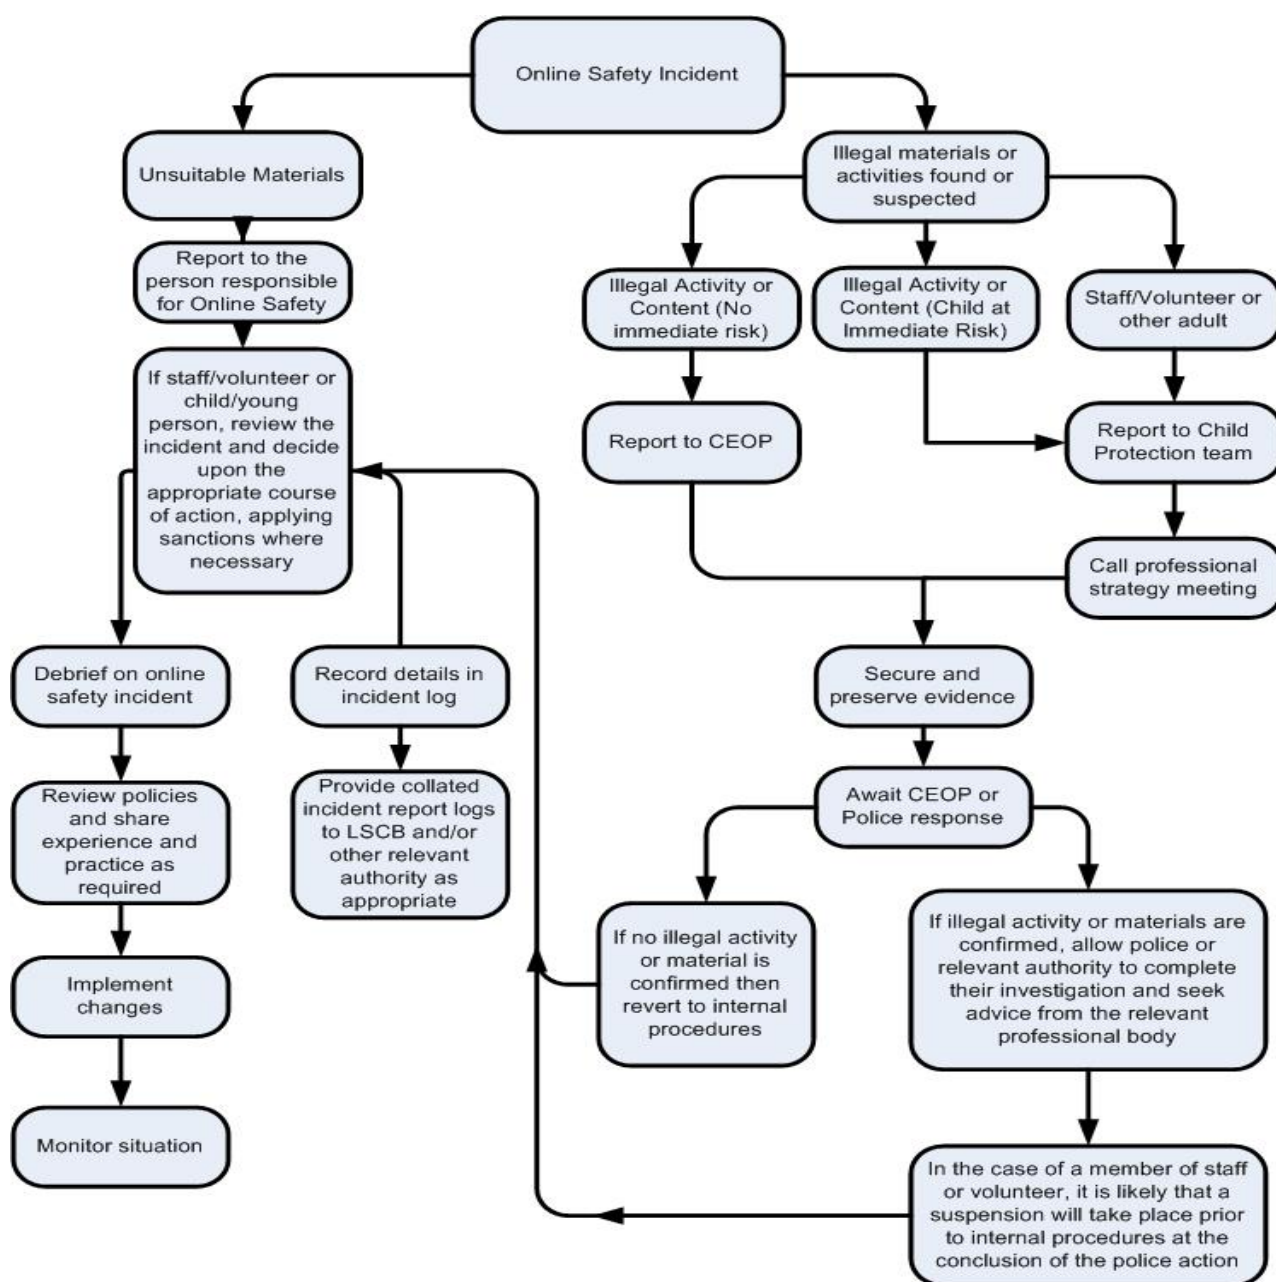 Online Safety Incident
Unsuitable Materials
Report to the
person responsible
for Online Safety
If staff/volunteer or
child/young
person, review the
incident and decide
upon the
appropriate course
of action, applying
sanctions where
necessary
Debrief on online
safety incident
Review policies
and share
experience and
practice as
required
Implement
changes
Monitor situation
Record details in
incident log
Provide collated
incident report logs
to LSCB and/or
other relevant
authority as
appropriate
Illegal materials or
activities found or
suspected
Illegal Activity or
Content (No
immediate risk)
Illegal Activity or
Content (Child at
Immediate Risk)
Staff/Volunteer or
other adult
Report to CEOP
Report to Child
Protection team
Call professional
strategy meeting
Secure and
preserve evidence
Await CEOP or
Police response
If no illegal activity
or material is
confirmed then
revert to internal
procedures
If illegal activity or materials are
confirmed, allow police or
relevant authority to complete
their investigation and seek
advice from the relevant
professional body
In the case of a member of staff
or volunteer, it is likely that a
suspension will take place prior
to internal procedures at the
conclusion of the police action